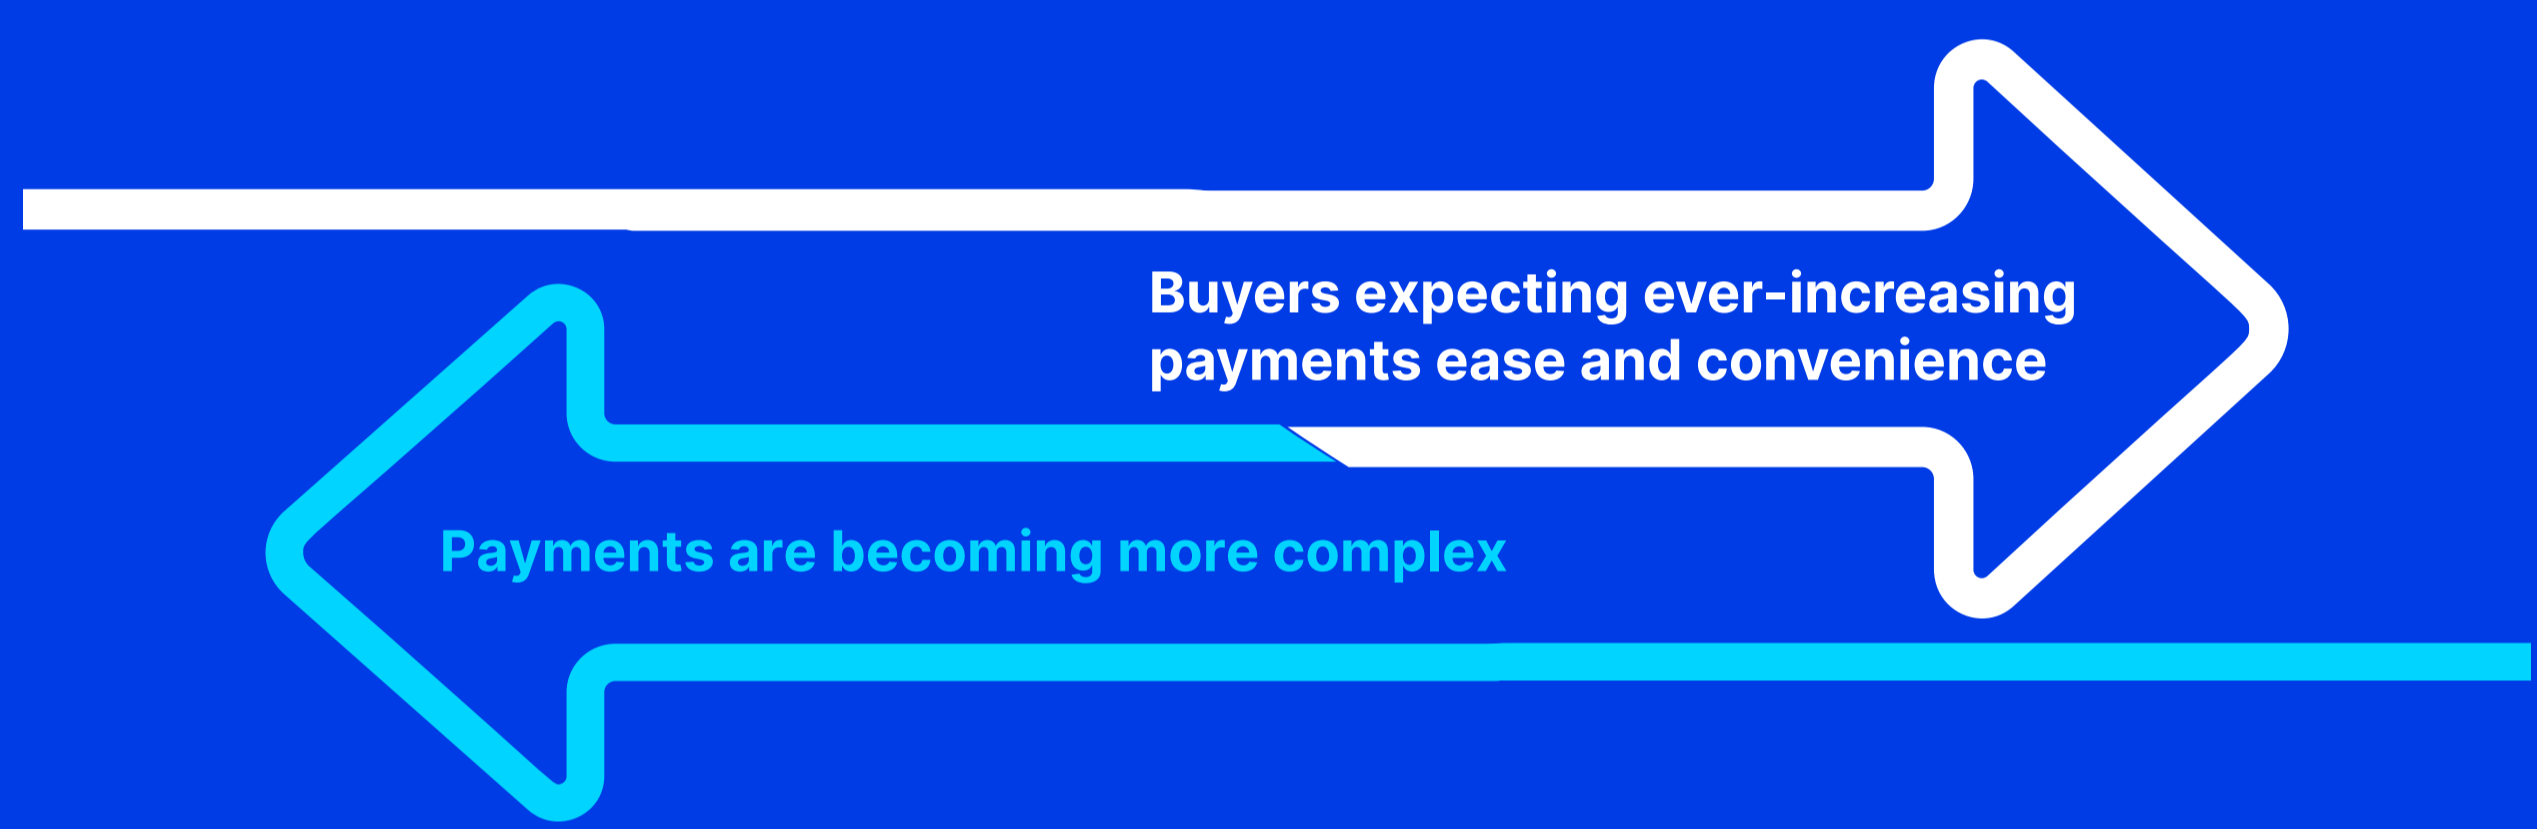 Buyers expecting ever-increasing
payments ease and convenience
Payments are becoming more complex